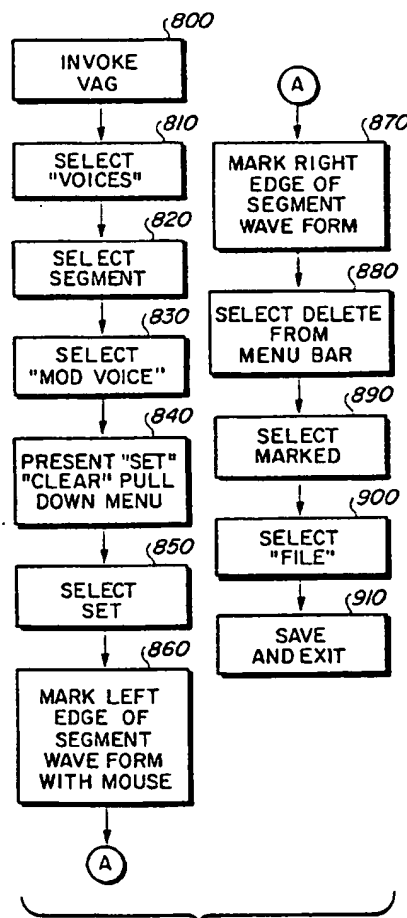 800
INVOKE
VAG
810
SELECT
"VOICES"
820
SELECT
SEGMENT
830
SELECT
"MOD VOICE"
840
PRESENT "SET"
"CLEAR" PULL
DOWN MENU
850
SELECT
SET
860
MARK LEFT
EDGE OF
SEGMENT
WAVE FORM
WITH MOUSE
A
A
870
MARK RIGHT
EDGE OF
SEGMENT
WAVE FORM
880
SELECT DELETE
FROM
MENU BAR
890
SELECT
MARKED
900
SELECT
"FILE"
910
SAVE
AND EXIT